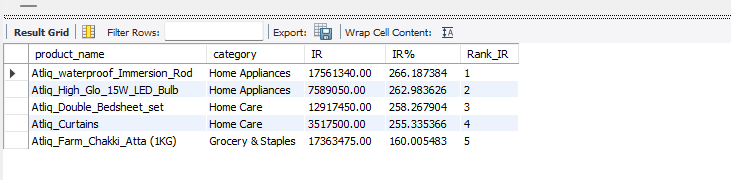 Result Grid Filter Rows: Export: Wrap Cell Content:
product_name category IR IR% Rank_IR
Atliq_waterproof_Immersion_Rod Home Appliances 17561340.00 266.187384 1
Atliq_High_Glo_15W_LED_Bulb Home Appliances 7589050.00 262.983626 2
Atliq_Double_Bedsheet_set Home Care 12917450.00 258.267904 3
Atliq_Curtains Home Care 3517500.00 255.335366 4
Atliq_Farm_Chakki_Atta (1KG) Grocery & Staples 17363475.00 160.005483 5